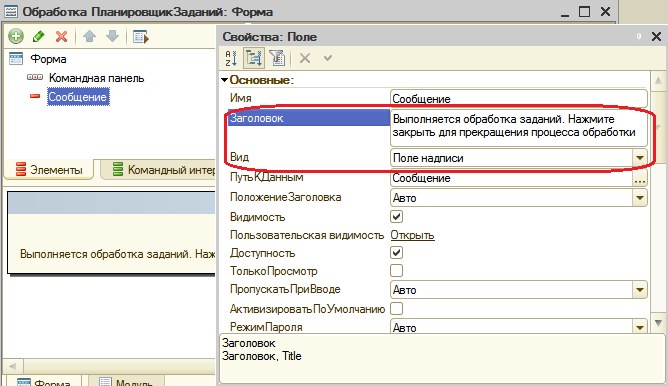 Обработка ПланировщикЗаданий: Форма
Форма
Командная панель
Сообщение
Элементы
Командный интер
Выполняется обработка заданий. Наж
Форма
Модуль
Свойства: Поле
Основные:
Имя
Сообщение
Заголовок
Выполняется обработка заданий. Нажмите
закрыть для прекращения процесса обработки
Вид
Поле надписи
ПутьКДанным
Сообщение
ПоложениеЗаголовка
Авто
Видимость
Пользовательская видимость
Открыть
Доступность
ТолькоПросмотр
ПропускатьПриВводе
Авто
АктивизироватьПоУмолчанию
РежимПароля
Авто
Заголовок
Заголовок, Title